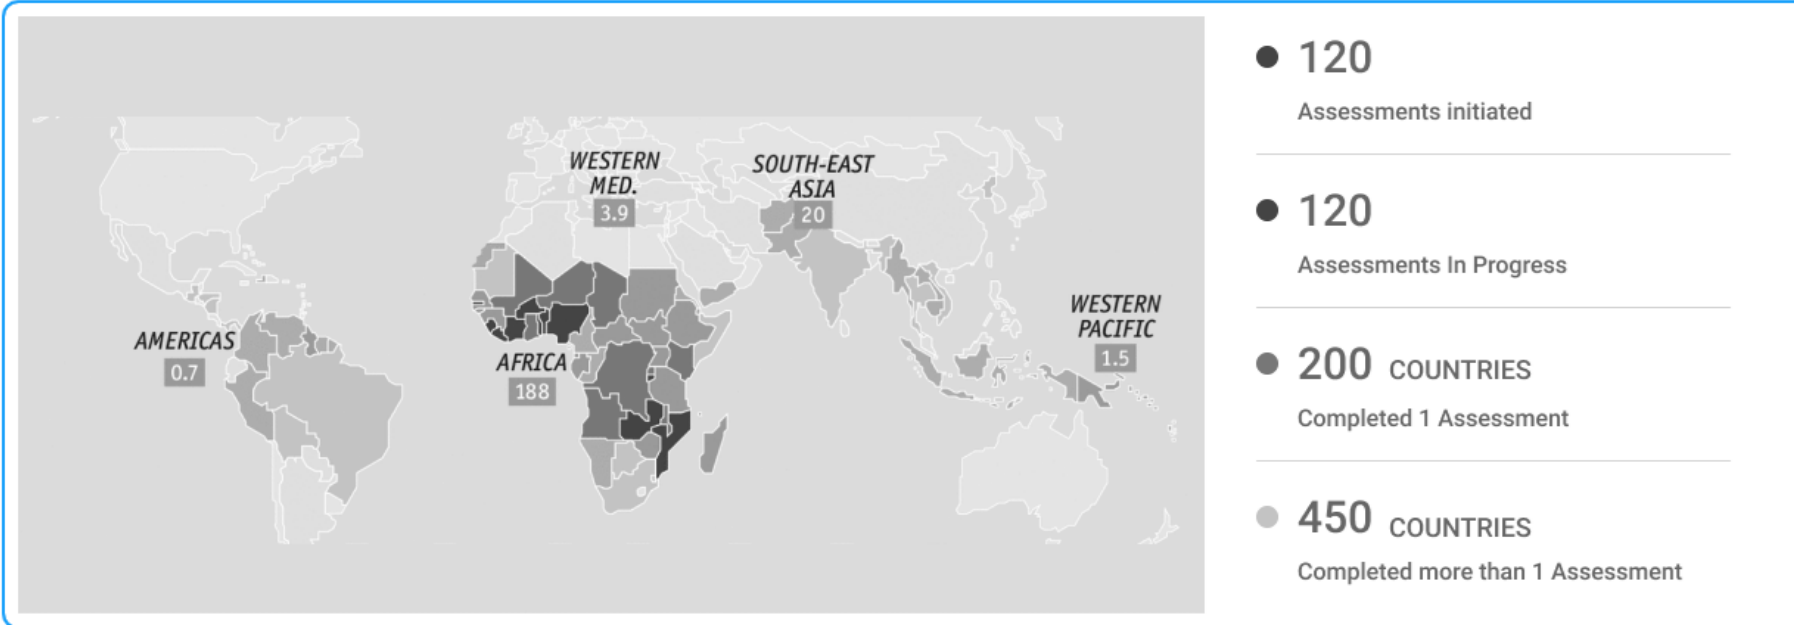 WESTERN
MED.
3.9
SOUTH-EAST
ASIA
20
AMERICAS
0.7
AFRICA
188
WESTERN
PACIFIC
1.5
120
Assessments initiated
120
Assessments In Progress
200 COUNTRIES
Completed 1 Assessment
450 COUNTRIES
Completed more than 1 Assessment